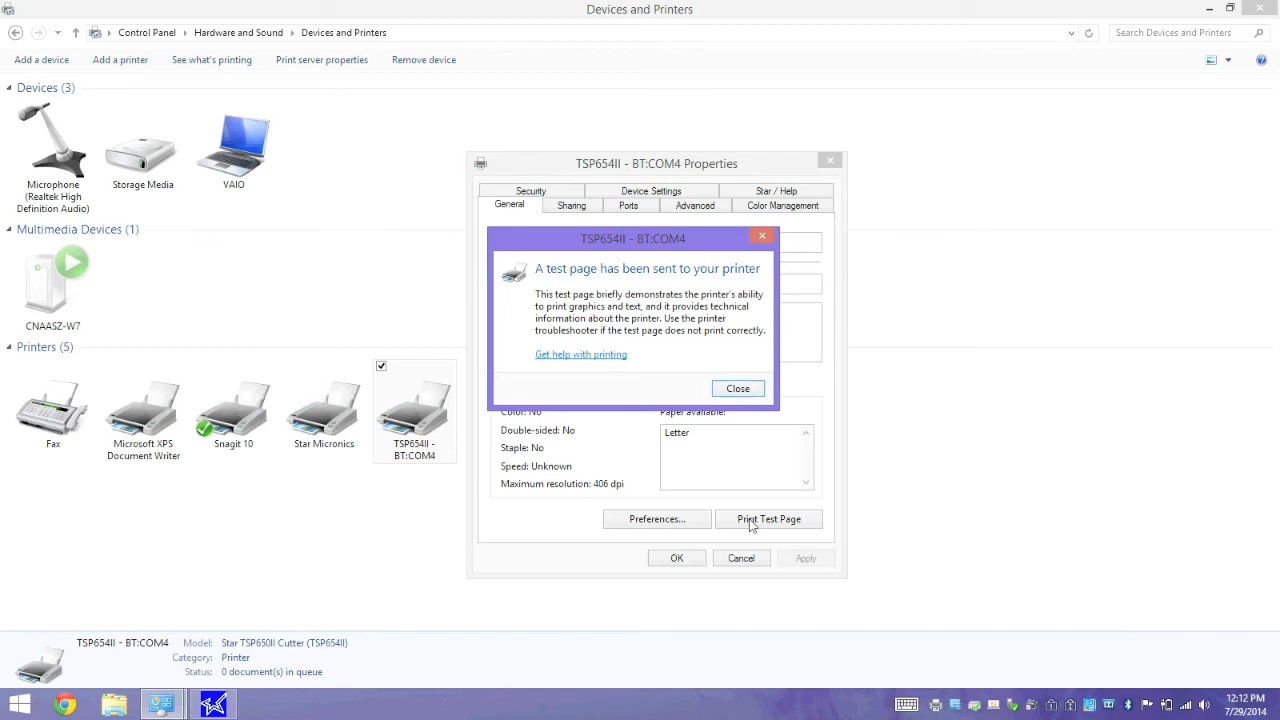 Devices and Printers
Control Panel
Hardware and Sound
Devices and Printers
Search Devices and Printers
Add a device
Add a printer
See what's printing
Print server properties
Remove device
Devices (3)
Microphone
(Realtek High
Definition Audio)
Storage Media
VAIO
Multimedia Devices (1)
CNAASZ-W7
Printers (5)
Fax
Microsoft XPS
Document Writer
Snagit 10
Star Micronics
TSP654II -
BT:COM4
TSP654II - BT:COM4 Properties
Security
Device Settings
Star / Help
General
Sharing
Ports
Advanced
Color Management
TSP654II - BT:COM4
A test page has been sent to your printer
This test page briefly demonstrates the printer's ability
to print graphics and text, and it provides technical
information about the printer. Use the printer
troubleshooter if the test page does not print correctly.
Get help with printing
Close
Color: No
Paper available:
Double-sided: No
Letter
Staple: No
Speed: Unknown
Maximum resolution: 406 dpi
Preferences...
Print Test Page
OK
Cancel
Apply
TSP654II - BT:COM4
Model: Star TSP650II Cutter (TSP654II)
Category: Printer
Status: 0 document(s) in queue
12:12 PM
7/29/2014